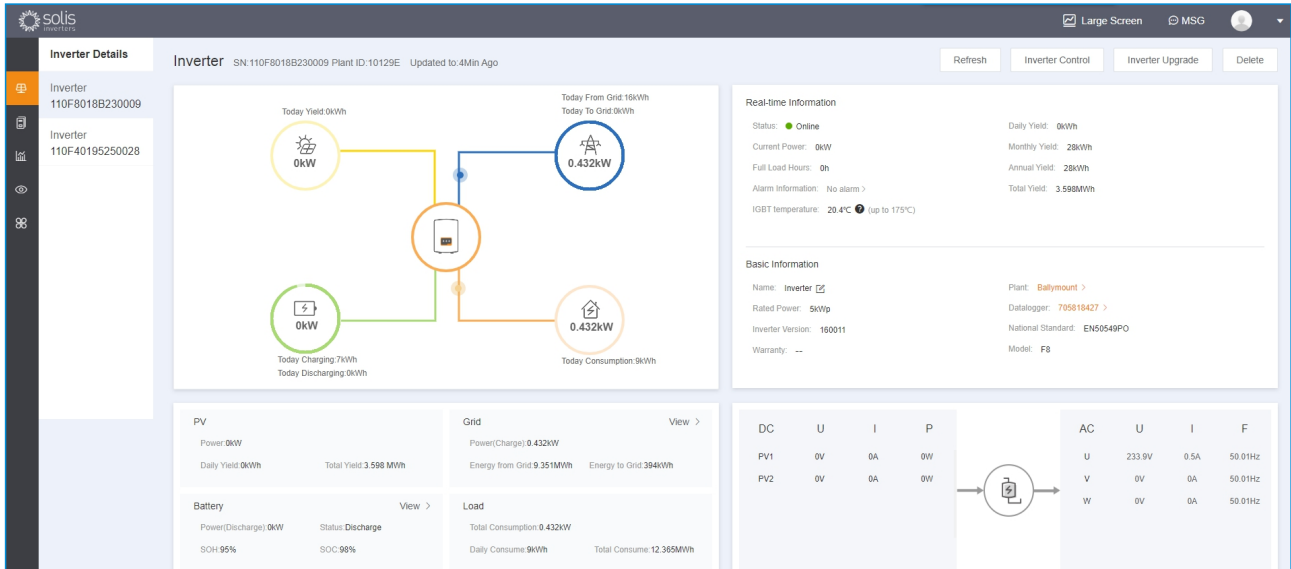 solis
inverters
Large Screen
MSG
Inverter Details
Inverter
110F8018B230009
Inverter
110F40195250028
Inverter SN:110F8018B230009 Plant ID:10129E Updated to:4Min Ago
Refresh
Inverter Control
Inverter Upgrade
Delete
Today Yield:0kWh
0kW
Today From Grid:16kWh
Today To Grid:0kWh
0.432kW
0kW
Today Charging:7kWh
Today Discharging:0kWh
0.432kW
Today Consumption:9kWh
Real-time Information
Status: Online
Daily Yield: 0kWh
Current Power: 0kW
Monthly Yield: 28kWh
Full Load Hours: 0h
Annual Yield: 28kWh
Alarm Information: No alarm >
Total Yield: 3.598MWh
IGBT temperature: 20.4℃ ? (up to 175℃)
Basic Information
Name: Inverter
Plant: Ballymount >
Rated Power: 5kWp
Datalogger: 705818427 >
Inverter Version: 160011
National Standard: EN50549PO
Warranty: --
Model: F8
PV
Power:0kW
Daily Yield:0kWh Total Yield:3.598 MWh
Grid View >
Power(Charge):0.432kW
Energy from Grid:9.351MWh Energy to Grid:394kWh
Battery View >
Power(Discharge):0kW Status:Discharge
SOH:95% SOC:98%
Load
Total Consumption:0.432kW
Daily Consume:9kWh Total Consume:12.365MWh
DC U I P
PV1 0V 0A 0W
PV2 0V 0A 0W
AC U I F
U 233.9V 0.5A 50.01Hz
V 0V 0A 50.01Hz
W 0V 0A 50.01Hz